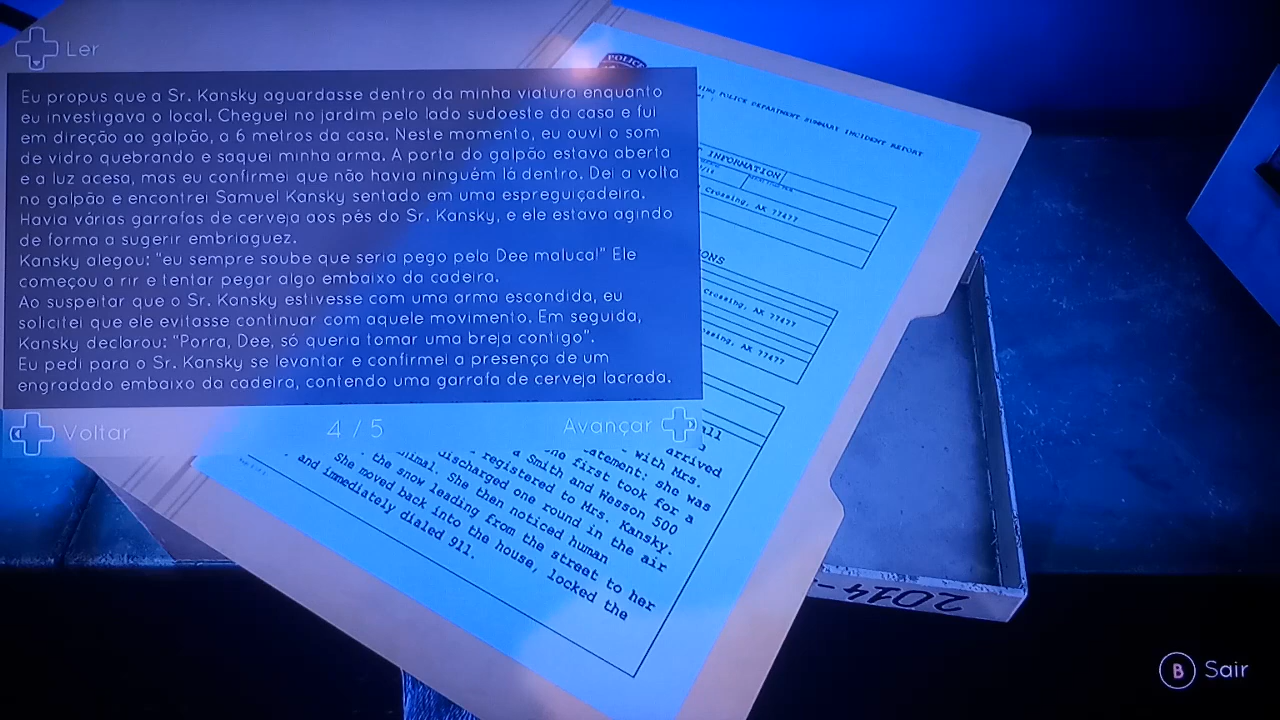 Ler
Eu propus que a Sr. Kansky aguardasse dentro da minha viatura enquanto
eu investigava o local. Cheguei no jardim pelo lado sudoeste da casa e fui
em direção ao galpão, a 6 metros da casa. Neste momento, eu ouvi o som
de vidro quebrando e saquei minha arma. A porta do galpão estava aberta
e a luz acesa, mas eu confirmei que não havia ninguém lá dentro. Dei a volta
no galpão e encontrei Samuel Kansky sentado em uma espreguiçadeira.
Havia várias garrafas de cerveja aos pés do Sr. Kansky, e ele estava agindo
de forma a sugerir embriaguez.
Kansky alegou: "eu sempre soube que seria pego pela Dee maluca!" Ele
começou a rir e tentar pegar algo embaixo da cadeira.
Ao suspeitar que o Sr. Kansky estivesse com uma arma escondida, eu
solicitei que ele evitasse continuar com aquele movimento. Em seguida,
Kansky declarou: "Porra, Dee, só queria tomar uma breja contigo".
Eu pedi para o Sr. Kansky se levantar e confirmei a presença de um
engradado embaixo da cadeira, contendo uma garrafa de cerveja lacrada.
Voltar
4 / 5
Avançar
POLICE
POLICE DEPARTMENT SUMMARY INCIDENT REPORT
INFORMATION
Crossing, AK 77477
Crossing, AK 77477
Crossing, AK 77477
arrived
with Mrs.
she was
one first took for a
a Smith and Wesson 500
registered to Mrs. Kansky.
discharged one round in the air
She then noticed human
the snow leading from the street to her
She moved back into the house, locked the
and immediately dialed 911.
2014-
B Sair